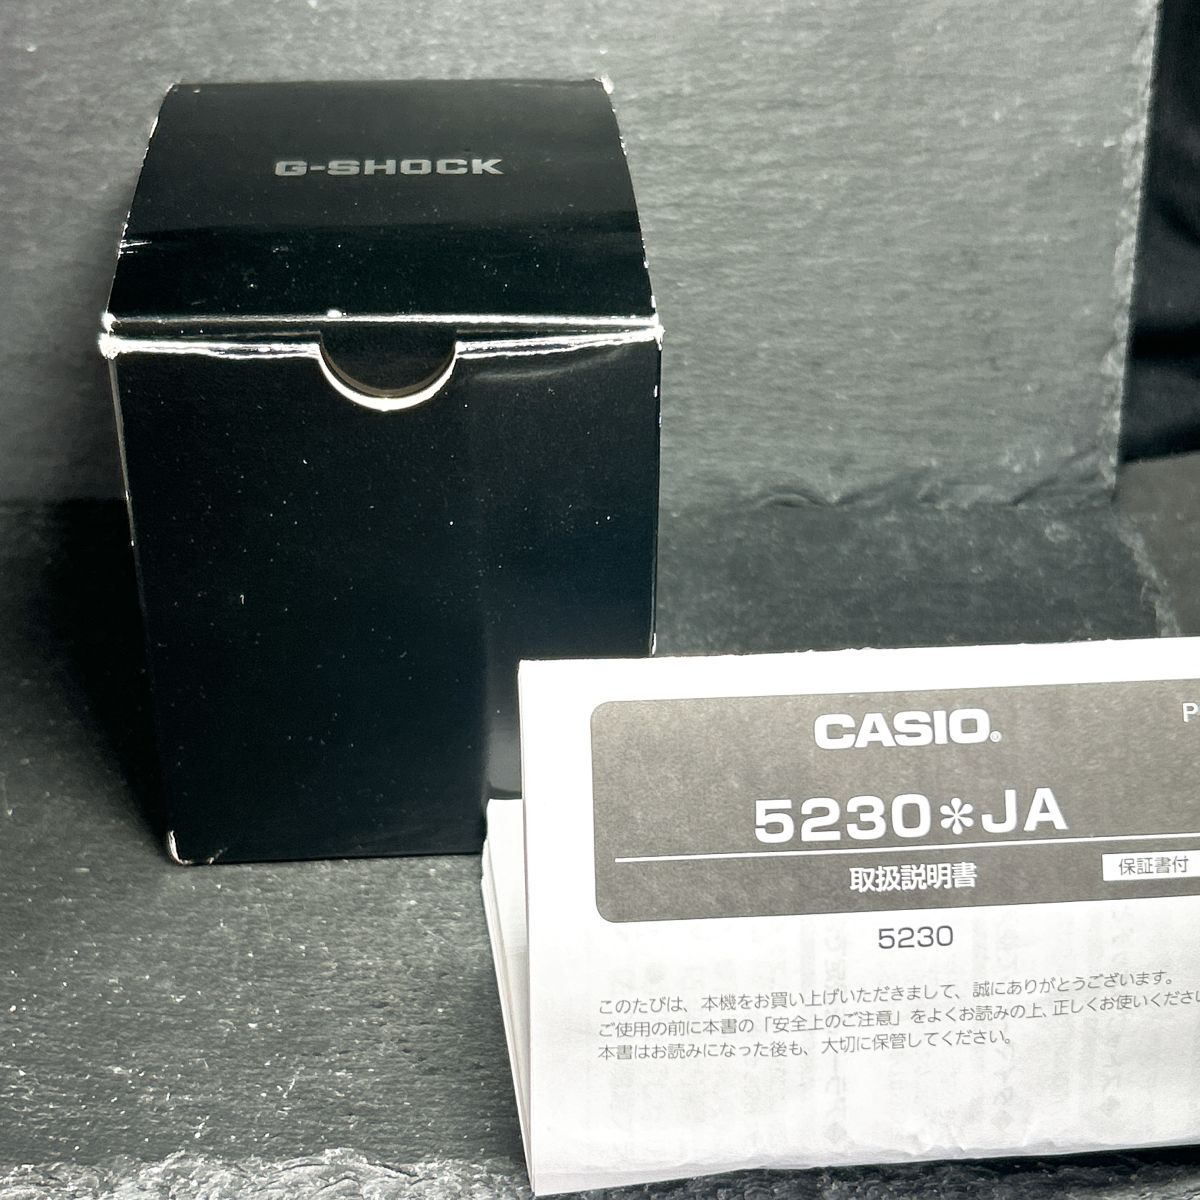 G-SHOCK
CASIO®
P
5230＊JA
取扱説明書
保証書付
5230
このたびは、本機をお買い上げいただきまして、誠にありがとうございます。
ご使用の前に本書の「安全上のご注意」をよくお読みの上、正しくお使いくださ
本書はお読みになった後も、大切に保管してください。